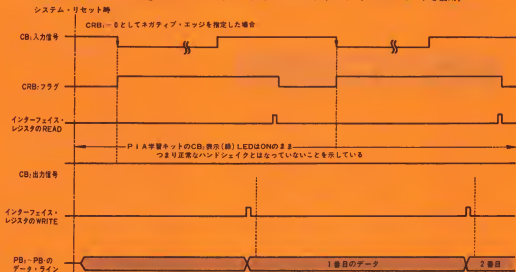 システム・リセット時
CRB₁=0としてネガティブ・エッジを指定した場合
CB₁入力信号
CRB₇フラグ
インターフェイス・
レジスタのREAD
PIA学習キットのCB₂表示(緑)LEDはONのまま
つまり正常なハンドシェイクとはなっていないことを示している
CB₂出力信号
インターフェイス・
レジスタのWRITE
PB₇~PB₀の
データ・ライン
1番目のデータ
2番目